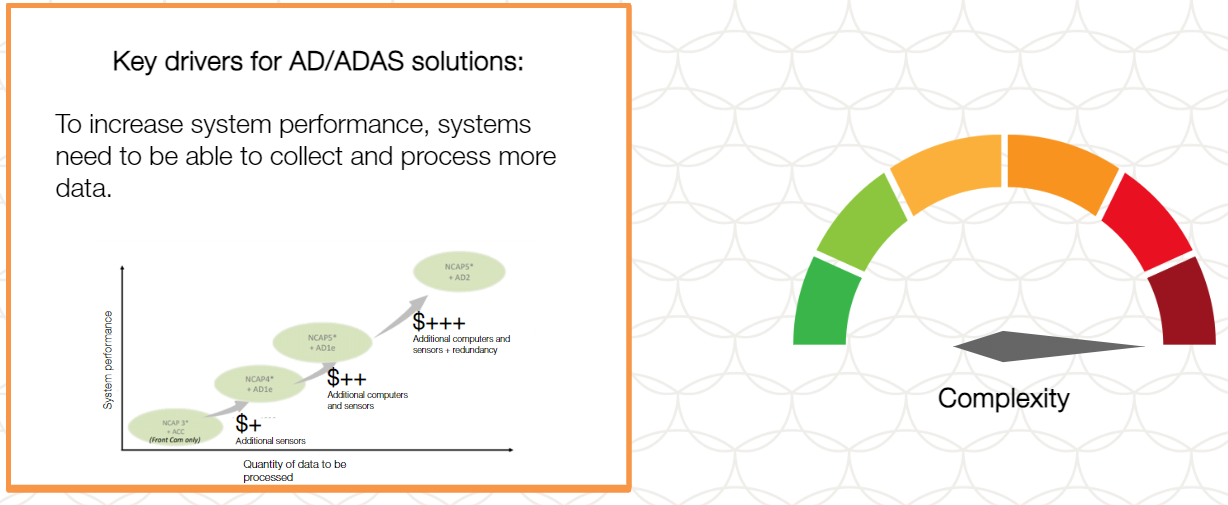 Key drivers for AD/ADAS solutions:
To increase system performance, systems
need to be able to collect and process more
data.
System performance
NCAP5*
+ AD2
$+++
Additional computers and
sensors + redundancy
NCAP5*
+ AD1e
$++
Additional computers
and sensors
NCAP4*
+ AD1e
$+
Additional sensors
NCAP 3*
+ ACC
(Front Cam only)
Quantity of data to be
processed
Complexity